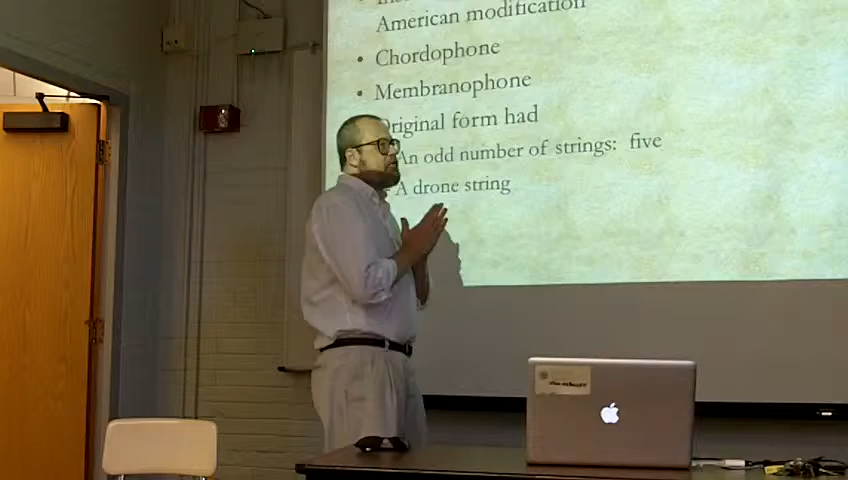 American modification
• Chordophone
• Membranophone
Original form had
An odd number of strings: five
A drone string